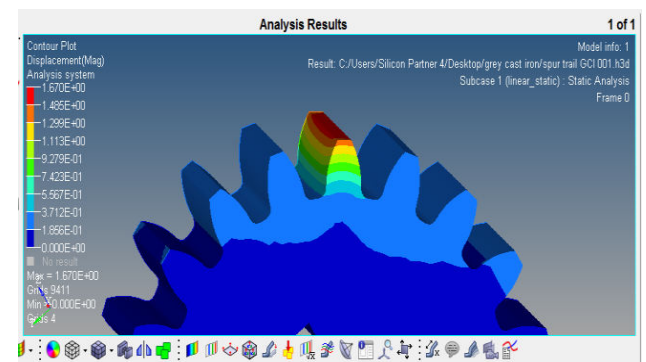 Analysis Results
1 of 1
Contour Plot
Displacement(Mag)
Analysis system
1.670E+00
1.485E+00
1.299E+00
1.113E+00
9.279E-01
7.423E-01
5.567E-01
3.712E-01
1.856E-01
0.000E+00
No result
Max = 1.670E+00
Grids 9411
Min = 0.000E+00
Grids 4
Model info: 1
Result: C:/Users/Silicon Partner 4/Desktop/grey cast iron/spur trail GCI 001.h3d
Subcase 1 (linear_static) : Static Analysis
Frame 0